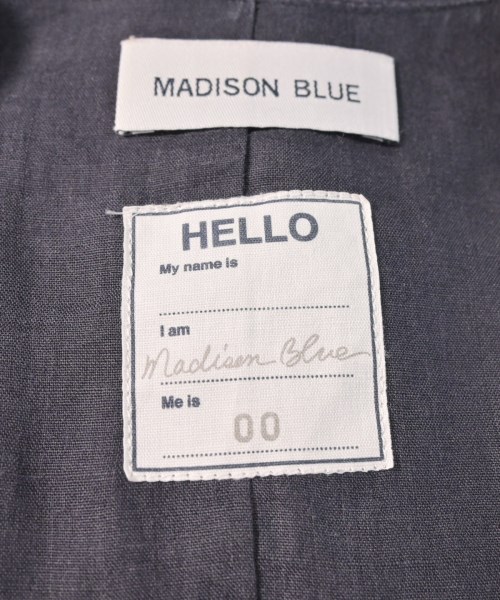 MADISON BLUE
HELLO
My name is
I am
Madison Blue
Me is
00